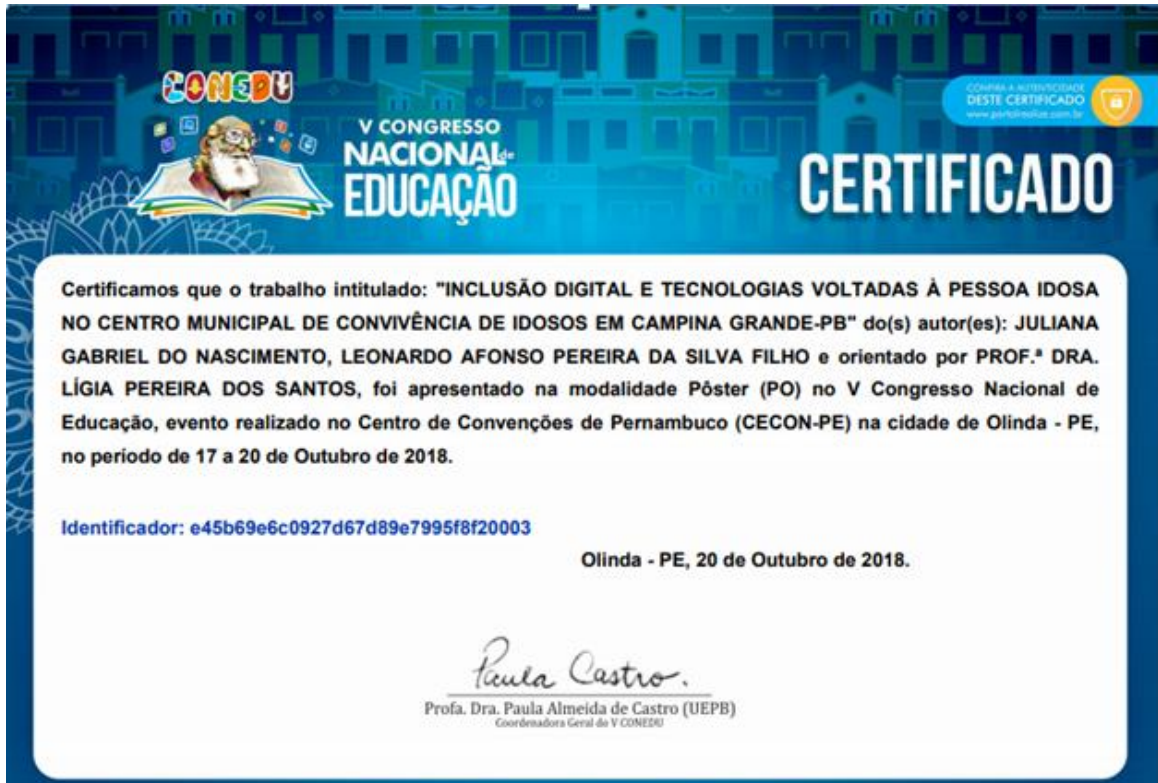 CONEDU
V CONGRESSO
NACIONAL de
EDUCAÇÃO
CONFIRA A AUTENTICIDADE
DESTE CERTIFICADO
www.portalrealize.com.br
CERTIFICADO
Certificamos que o trabalho intitulado: "INCLUSÃO DIGITAL E TECNOLOGIAS VOLTADAS À PESSOA IDOSA
NO CENTRO MUNICIPAL DE CONVIVÊNCIA DE IDOSOS EM CAMPINA GRANDE-PB" do(s) autor(es): JULIANA
GABRIEL DO NASCIMENTO, LEONARDO AFONSO PEREIRA DA SILVA FILHO e orientado por PROF.ª DRA.
LÍGIA PEREIRA DOS SANTOS, foi apresentado na modalidade Pôster (PO) no V Congresso Nacional de
Educação, evento realizado no Centro de Convenções de Pernambuco (CECON-PE) na cidade de Olinda - PE,
no período de 17 a 20 de Outubro de 2018.
Identificador: e45b69e6c0927d67d89e7995f8f20003
Olinda - PE, 20 de Outubro de 2018.
Paula Castro.
Profa. Dra. Paula Almeida de Castro (UEPB)
Coordenadora Geral do V CONEDU